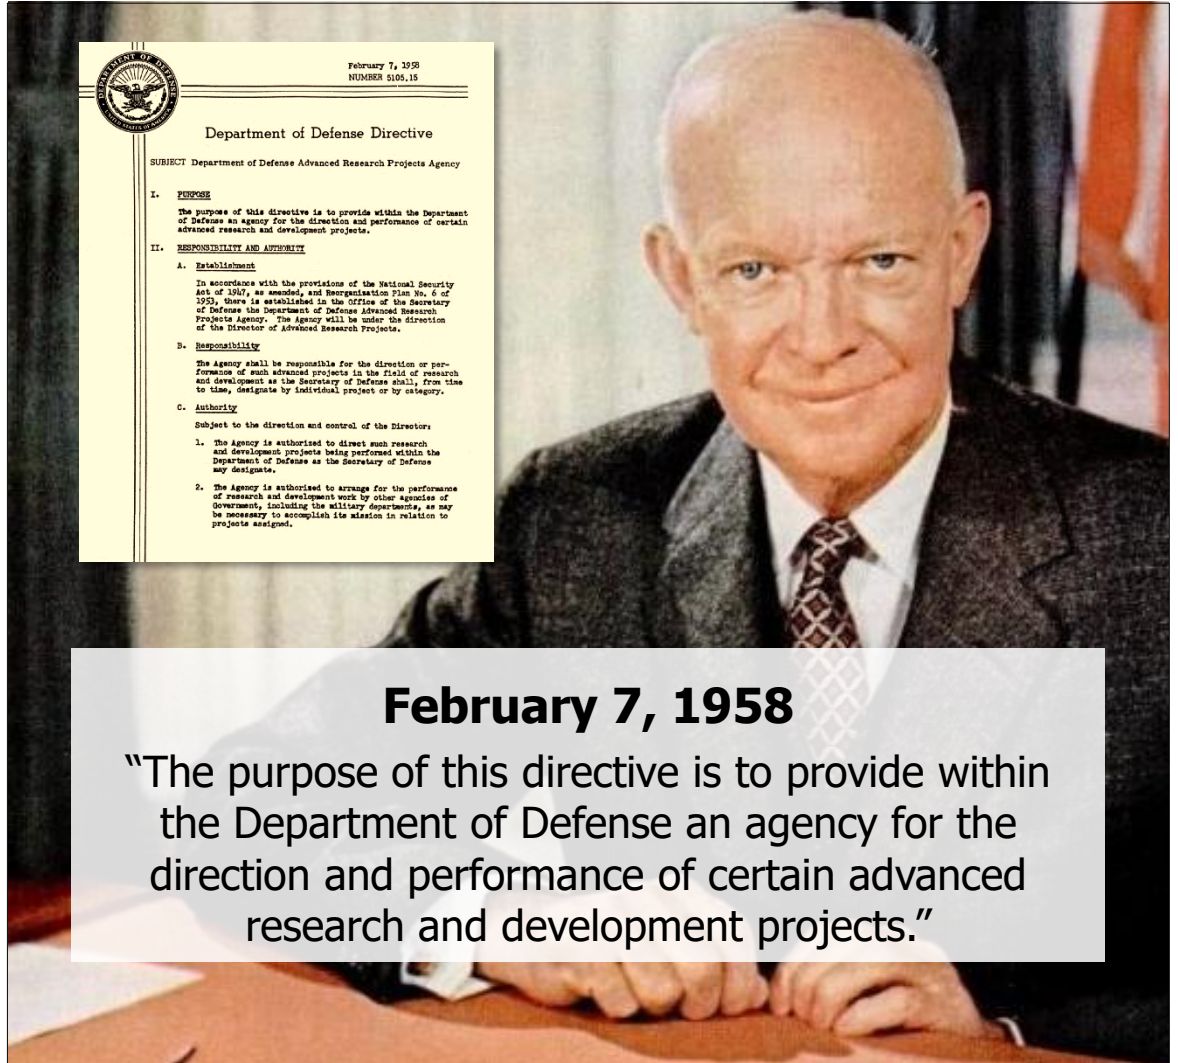 DEPARTMENT OF DEFENSE
UNITED STATES OF AMERICA
February 7, 1958
NUMBER 5105.15
Department of Defense Directive
SUBJECT Department of Defense Advanced Research Projects Agency
I. PURPOSE
The purpose of this directive is to provide within the Department
of Defense an agency for the direction and performance of certain
advanced research and development projects.
II. RESPONSIBILITY AND AUTHORITY
A. Establishment
In accordance with the provisions of the National Security
Act of 1947, as amended, and Reorganization Plan No. 6 of
1953, there is established in the Office of the Secretary
of Defense the Department of Defense Advanced Research
Projects Agency. The Agency will be under the direction
of the Director of Advanced Research Projects.
B. Responsibility
The Agency shall be responsible for the direction or per-
formance of such advanced projects in the field of research
and development as the Secretary of Defense shall, from time
to time, designate by individual project or by category.
C. Authority
Subject to the direction and control of the Director:
1. The Agency is authorized to direct such research
and development projects being performed within the
Department of Defense as the Secretary of Defense
may designate.
2. The Agency is authorized to arrange for the performance
of research and development work by other agencies of
Government, including the military departments, as may
be necessary to accomplish its mission in relation to
projects assigned.
February 7, 1958
“The purpose of this directive is to provide within
the Department of Defense an agency for the
direction and performance of certain advanced
research and development projects.”